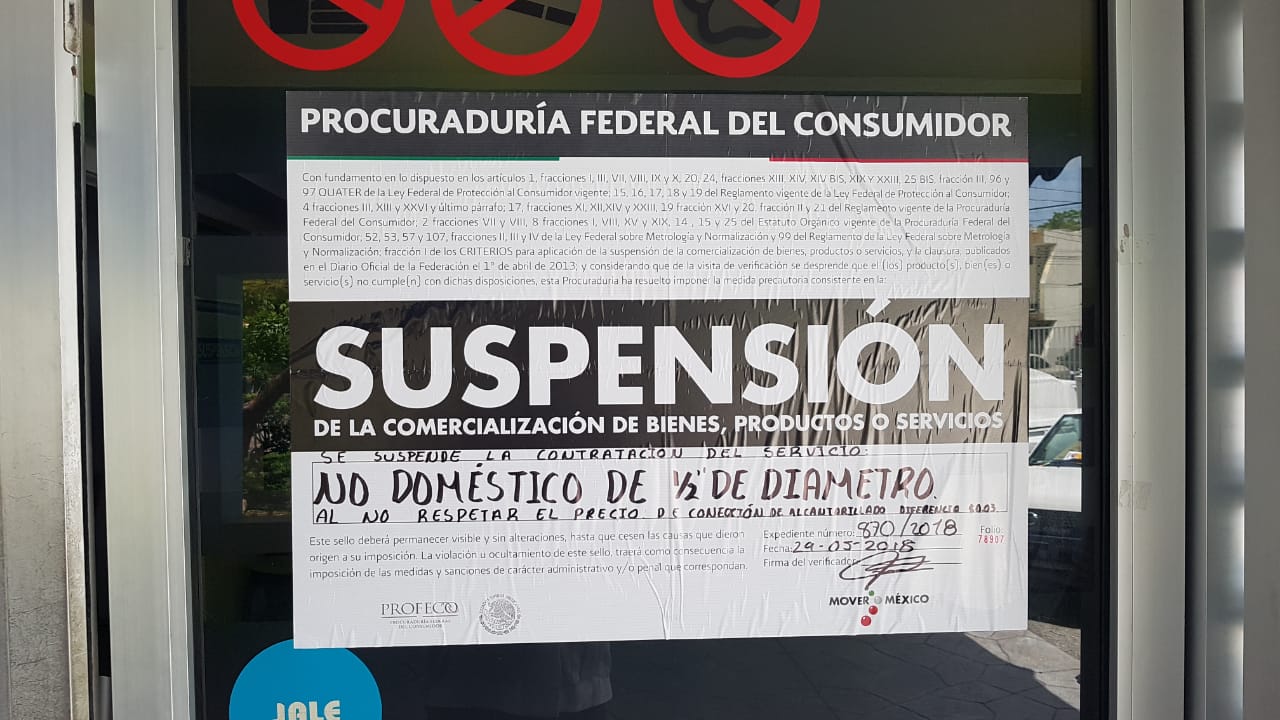 PROCURADURÍA FEDERAL DEL CONSUMIDOR
Con fundamento en lo dispuesto en los artículos 1, fracciones I, III, VII, VIII, IX y X, 20, 24, fracciones XIII, XIV, XIV BIS, XIX Y XXIII, 25 BIS, fracción III, 96 y
97 QUATER de la Ley Federal de Protección al Consumidor vigente; 15, 16, 17, 18 y 19 del Reglamento vigente de la Ley Federal de Protección al Consumidor;
4 fracciones III, XIII y XXVI y último párrafo; 17, fracciones XI, XII,XIV y XXIII, 19 fracción XVI y 20, fracción II y 21 del Reglamento vigente de la Procuraduría
Federal del Consumidor; 2 fracciones VII y VIII, 8 fracciones I, VIII, XV y XIX, 14 , 15 y 25 del Estatuto Orgánico vigente de la Procuraduría Federal del
Consumidor; 52, 53, 57 y 107, fracciones II, III y IV de la Ley Federal sobre Metrología y Normalización y 99 del Reglamento de la Ley Federal sobre Metrología
y Normalización; fracción I de los CRITERIOS para aplicación de la suspensión de la comercialización de bienes, productos o servicios, y la clausura, publicados
en el Diario Oficial de la Federación el 1° de abril de 2013; y considerando que de la visita de verificación se desprende que el (los) producto(s), bien(es) o
servicio(s) no cumple(n) con dichas disposiciones, esta Procuraduría ha resuelto imponer la medida precautoria consistente en la:
SUSPENSIÓN
DE LA COMERCIALIZACIÓN DE BIENES, PRODUCTOS O SERVICIOS
SE SUSPENDE LA CONTRATACION DEL SERVICIO:
NO DOMÉSTICO DE 1/2" DE DIAMETRO.
AL NO RESPETAR EL PRECIO DE CONECCIÓN DE ALCANTARILLADO DIFERENCIA $0.03.
Este sello deberá permanecer visible y sin alteraciones, hasta que cesen las causas que dieron
origen a su imposición. La violación u ocultamiento de este sello, traerá como consecuencia la
imposición de las medidas y sanciones de carácter administrativo y/o penal que correspondan.
Expediente número: 870/2018
Folio:
78907
Fecha: 29-05-2018
Firma del verificador:
PROFECO
PROCURADURÍA FEDERAL
DEL CONSUMIDOR
MOVER A MÉXICO
JALE